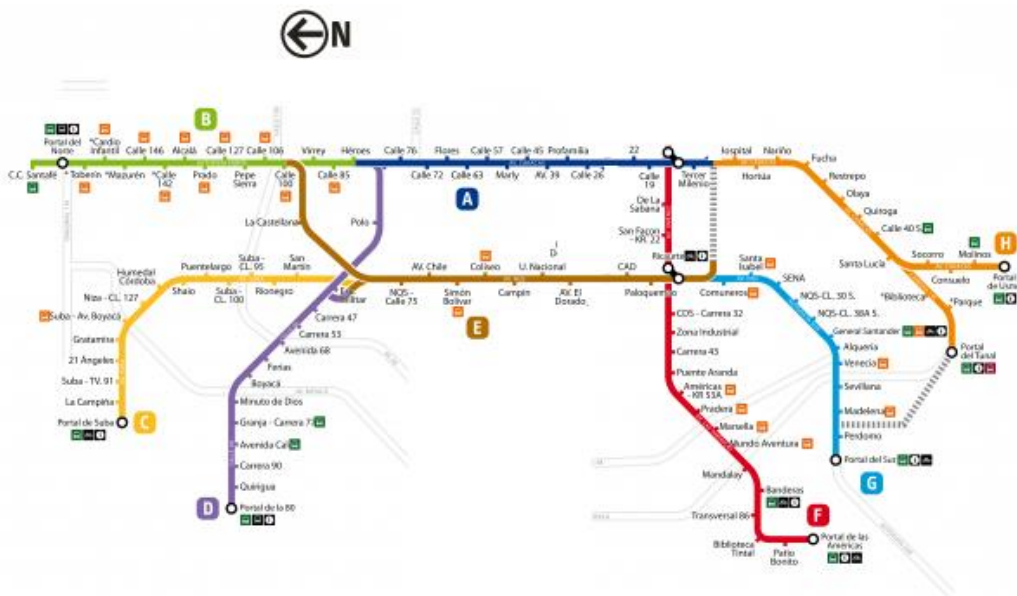 N
B
Portal del
Norte
*Cardio
Infantil
Calle 146
Alcalá
Calle 127
Calle 106
Virrey
Héroes
Calle 76
Flores
Calle 57
Calle 45
Profamilia
22
Hospital
Nariño
C.C. Santafé
* Toberín
*Mazurén
*Calle
142
Prado
Pepe
Sierra
Calle
100
Calle 85
Calle 72
Calle 63
Marly
AV. 39
Calle 26
Calle
19
Tercer
Milenio
Hortúa
Fucha
Restrepo
Olaya
Quiroga
Calle 40 S
A
De La
Sabana
San Façon
- KR. 22
Ricaurte
La Castellana
Polo
Santa Lucía
Socorro
Molinos
H
Consuelo
Portal
*Biblioteca
*Parque
Portal
del Tunal
Humedal
Córdoba
Puentelargo
Suba -
CL. 95
San
Martín
Niza - CL. 127
Shaio
Suba -
CL. 100
Rionegro
Suba - Av. Boyacá
Gratamira
21 Ángeles
Suba - TV. 91
La Campiña
Portal de Suba
C
AV. Chile
Coliseo
U. Nacional
CAD
Militar
NQS -
Calle 75
Simón
Bolívar
Campín
AV. El
Dorado
E
Santa
Isabel
SENA
Comuneros
NQS-CL. 30 S.
NQS-CL. 38A S.
General Santander
Alquería
Venecia
Sevillana
Madelena
Perdomo
Portal del Sur
G
Carrera 47
Carrera 53
Avenida 68
Ferias
Boyacá
Minuto de Dios
Granja - Carrera 77
Avenida Cali
Carrera 90
Quirigua
D
Portal de la 80
CDS - Carrera 32
Zona Industrial
Carrera 43
Puente Aranda
Américas
- KR 53A
Pradera
Marsella
Mundo Aventura
Mandalay
Banderas
F
Transversal 86
Biblioteca
Tintal
Patio
Bonito
Portal de las
Américas